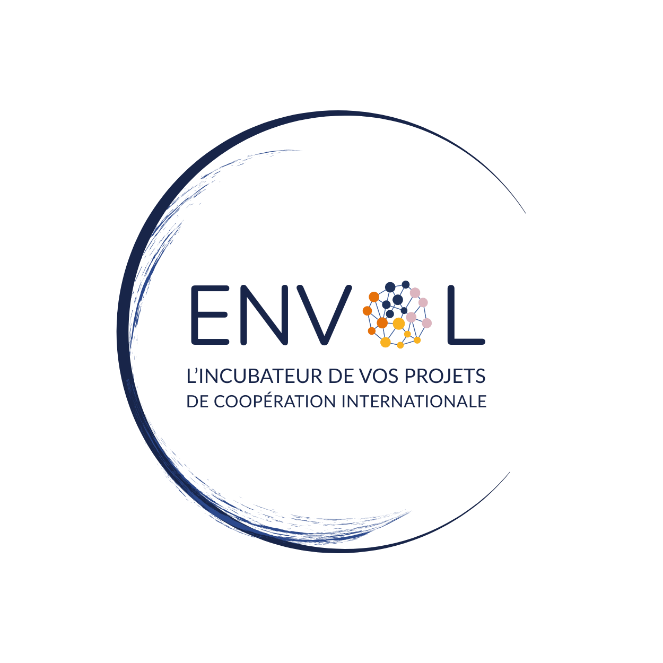 ENVOL
L'INCUBATEUR DE VOS PROJETS
DE COOPÉRATION INTERNATIONALE